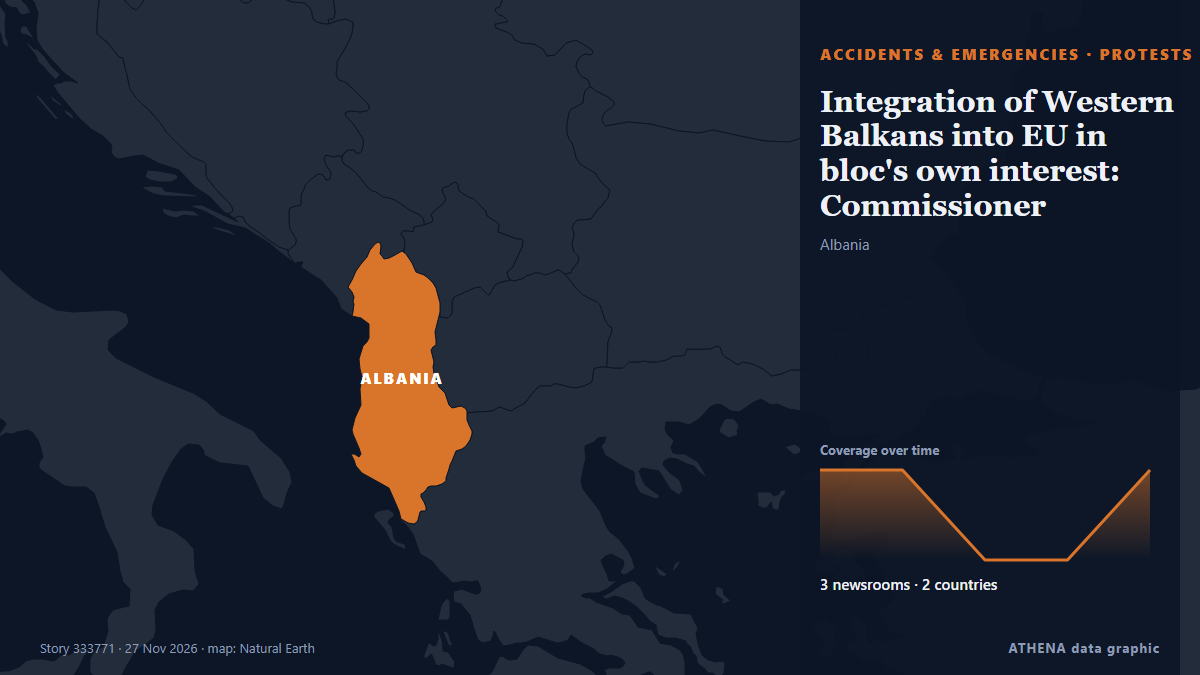 ACCIDENTS & EMERGENCIES · PROTESTS
Integration of Western
Balkans into EU in
bloc's own interest:
Commissioner
Albania
ALBANIA
Coverage over time
3 newsrooms · 2 countries
Story 333771 · 27 Nov 2026 · map: Natural Earth
ATHENA data graphic